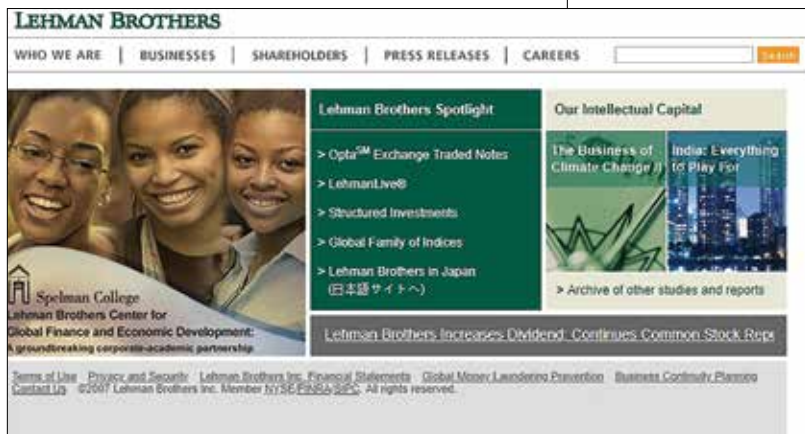 LEHMAN BROTHERS
WHO WE ARE | BUSINESSES | SHAREHOLDERS | PRESS RELEASES | CAREERS
Search
Spelman College
Lehman Brothers Center for
Global Finance and Economic Development:
A groundbreaking corporate-academic partnership
Lehman Brothers Spotlight
> Opta℠ Exchange Traded Notes
> LehmanLive®
> Structured Investments
> Global Family of Indices
> Lehman Brothers in Japan
(日本語サイトへ)
Our Intellectual Capital
The Business of
Climate Change II
India: Everything
to Play For
> Archive of other studies and reports
Lehman Brothers Increases Dividend; Continues Common Stock Rep
Terms of Use Privacy and Security Lehman Brothers Inc. Financial Statements Global Money Laundering Prevention Business Continuity Planning
Contact Us ©2007 Lehman Brothers Inc. Member NYSE/FINRA/SIPC. All rights reserved.